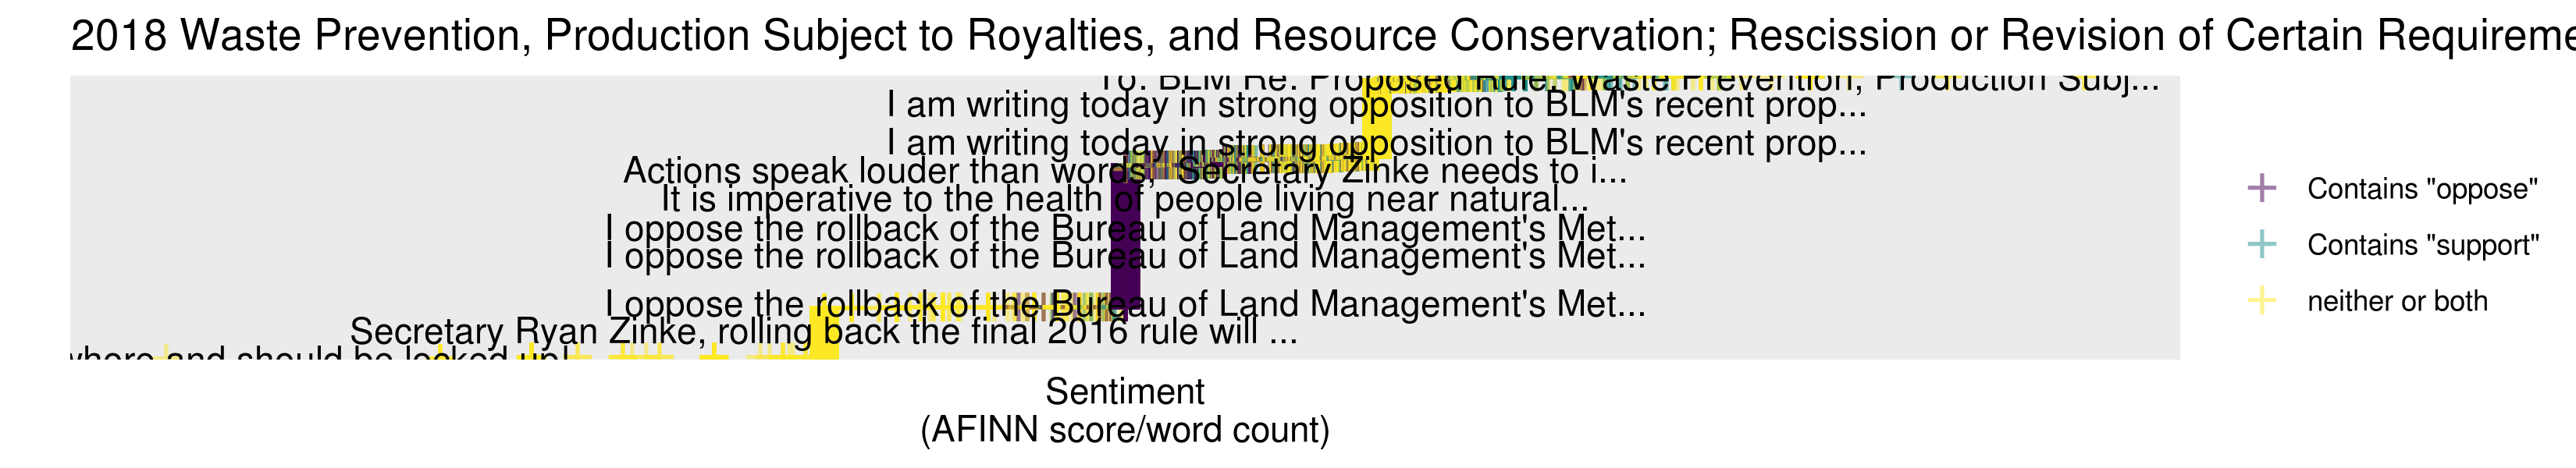 2018 Waste Prevention, Production Subject to Royalties, and Resource Conservation; Rescission or Revision of Certain Requireme
To: BLM Re: Proposed Rule: Waste Prevention, Production Subj...
I am writing today in strong opposition to BLM's recent prop...
I am writing today in strong opposition to BLM's recent prop...
Actions speak louder than words, Secretary Zinke needs to i...
It is imperative to the health of people living near natural...
I oppose the rollback of the Bureau of Land Management's Met...
I oppose the rollback of the Bureau of Land Management's Met...
I oppose the rollback of the Bureau of Land Management's Met...
Secretary Ryan Zinke, rolling back the final 2016 rule will ...
where and should be locked up!
Sentiment
(AFINN score/word count)
Contains "oppose"
Contains "support"
neither or both